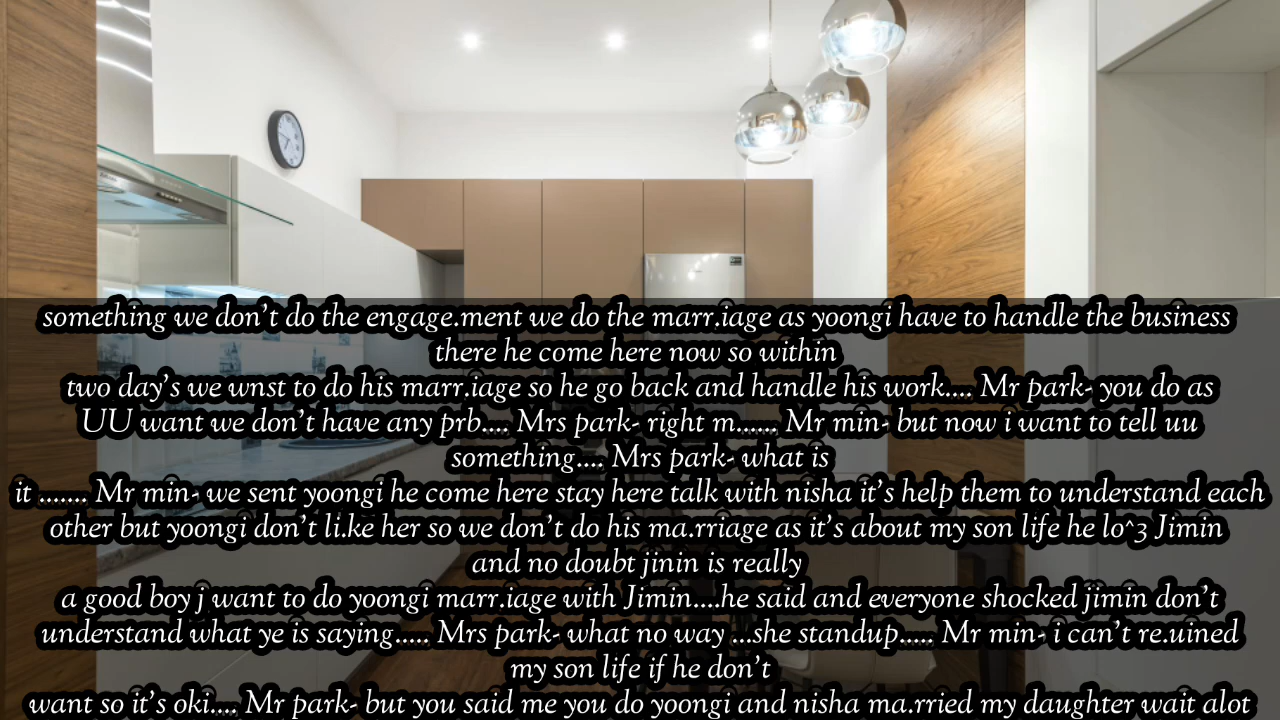 something we don't do the engage.ment we do the marr.iage as yoongi have to handle the business
there he come here now so within
two day's we wnst to do his marr.iage so he go back and handle his work.... Mr park- you do as
UU want we don't have any prb.... Mrs park- right m...... Mr min- but now i want to tell uu
something.... Mrs park- what is
it ....... Mr min- we sent yoongi he come here stay here talk with nisha it's help them to understand each
other but yoongi don't li.ke her so we don't do his ma.rriage as it's about my son life he lo^3 Jimin
and no doubt jinin is really
a good boy j want to do yoongi marr.iage with Jimin....he said and everyone shocked jimin don't
understand what ye is saying..... Mrs park- what no way ...she standup..... Mr min- i can't re.uined
my son life if he don't
want so it's oki.... Mr park- but you said me you do yoongi and nisha ma.rried my daughter wait alot